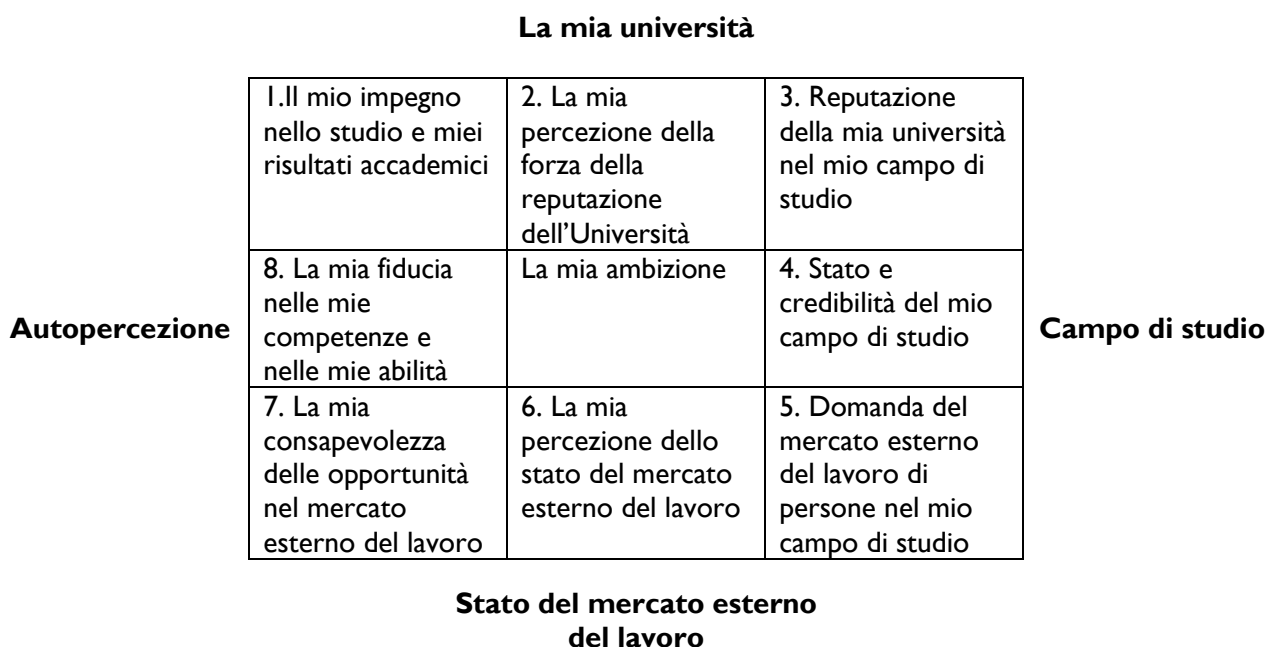 La mia università
1.Il mio impegno
nello studio e miei
risultati accademici
2. La mia
percezione della
forza della
reputazione
dell’Università
3. Reputazione
della mia università
nel mio campo di
studio
Autopercezione
8. La mia fiducia
nelle mie
competenze e
nelle mie abilità
La mia ambizione
4. Stato e
credibilità del mio
campo di studio
Campo di studio
7. La mia
consapevolezza
delle opportunità
nel mercato
esterno del lavoro
6. La mia
percezione dello
stato del mercato
esterno del lavoro
5. Domanda del
mercato esterno
del lavoro di
persone nel mio
campo di studio
Stato del mercato esterno
del lavoro